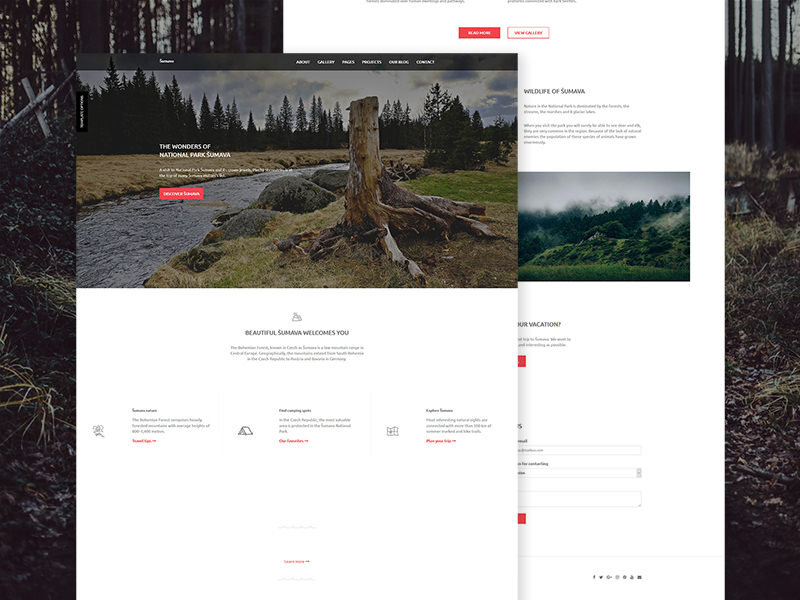 forests dominated over human dwellings and pathways.
problems connected with bark beetles.
READ MORE
VIEW GALLERY
Šumava
ABOUT
GALLERY
PAGES
PROJECTS
OUR BLOG
CONTACT
TEMPLATE OPTIONS
THE WONDERS OF
NATIONAL PARK ŠUMAVA
A visit to National Park Šumava and its
the trip of many Šumava visitors list.
DISCOVER ŠUMAVA
BEAUTIFUL ŠUMAVA WELCOMES YOU
The Bohemian Forest, known in Czech as Šumava is a low mountain range in
Central Europe. Geographically, the mountains extend from South Bohemia
in the Czech Republic to Austria and Bavaria in Germany.
Šumava nature
The Bohemian Forest comprises heavily
forested mountains with average heights of
800-1,400 metres.
Travel tips
Find camping spots
In the Czech Republic, the most valuable
area is protected in the Šumava National
Park.
Our favorites
Explore Šumava
Most interesting natural sights are
connected with more than 500 km of
summer marked and bike trails.
Plan your trip
Learn more
WILDLIFE OF ŠUMAVA
Nature in the National Park is dominated by the forests, the
streams, the marshes and 8 glacier lakes.
When you visit the park you will surely be able to see deer and elk,
they are very common in the region. Because of the lack of natural
enemies the population of these species of animals have grown
enormously.
OUR VACATION?
trip to Šumava. We want to
and interesting as possible.
US
email
for contacting